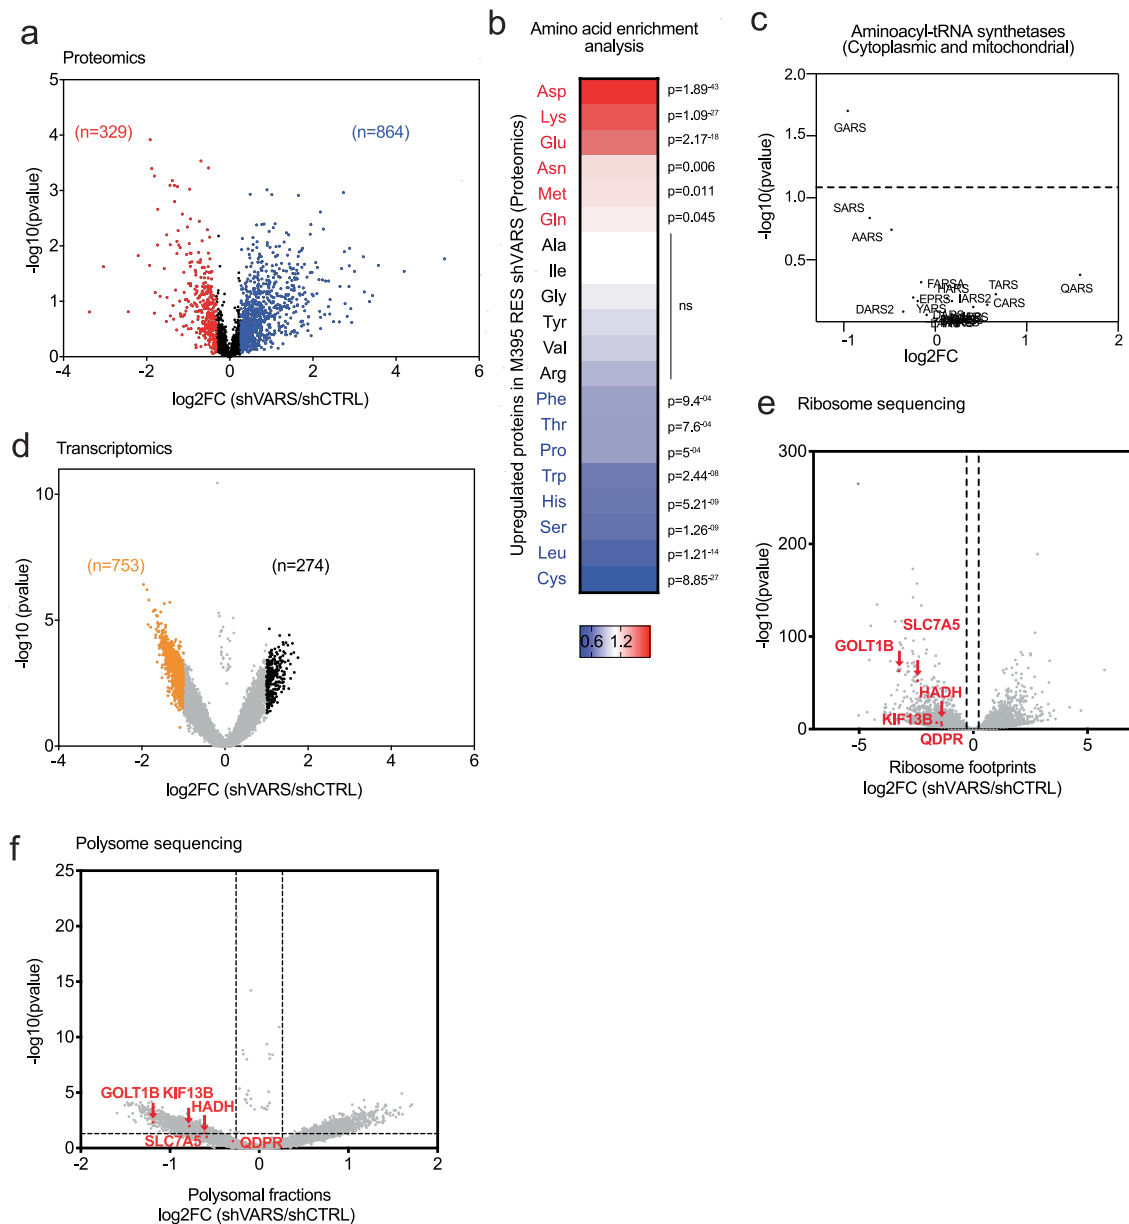 a
Proteomics
5
4
3
2
1
0
-4
-2
0
2
4
6
(n=329)
(n=864)
-log10(pvalue)
log2FC (shVARS/shCTRL)
b
Amino acid enrichment
analysis
Upregulated proteins in M395 RES shVARS (Proteomics)
Asp p=1.89-43
Lys p=1.09-27
Glu p=2.17-18
Asn p=0.006
Met p=0.011
Gln p=0.045
Ala
Ile
Gly
Tyr
Val
Arg
ns
Phe p=9.4-04
Thr p=7.6-04
Pro p=5-04
Trp p=2.44-08
His p=5.21-09
Ser p=1.26-09
Leu p=1.21-14
Cys p=8.85-27
0.6 1.2
c
Aminoacyl-tRNA synthetases
(Cytoplasmic and mitochondrial)
2.0
1.5
1.0
0.5
-1
0
1
2
-log10(pvalue)
log2FC
GARS
SARS
AARS
DARS2
FARSA
HARS
EPRS
IARS2
YARS
TARS
CARS
QARS
d
Transcriptomics
10
5
0
-4
-2
0
2
4
6
(n=753)
(n=274)
-log10 (pvalue)
log2FC (shVARS/shCTRL)
e
Ribosome sequencing
300
200
100
0
-5
0
5
-log10(pvalue)
SLC7A5
GOLT1B
HADH
KIF13B
QDPR
Ribosome footprints
log2FC (shVARS/shCTRL)
f
Polysome sequencing
25
20
15
10
5
0
-2
-1
0
1
2
-log10(pvalue)
GOLT1B KIF13B
HADH
SLC7A5
QDPR
Polysomal fractions
log2FC (shVARS/shCTRL)